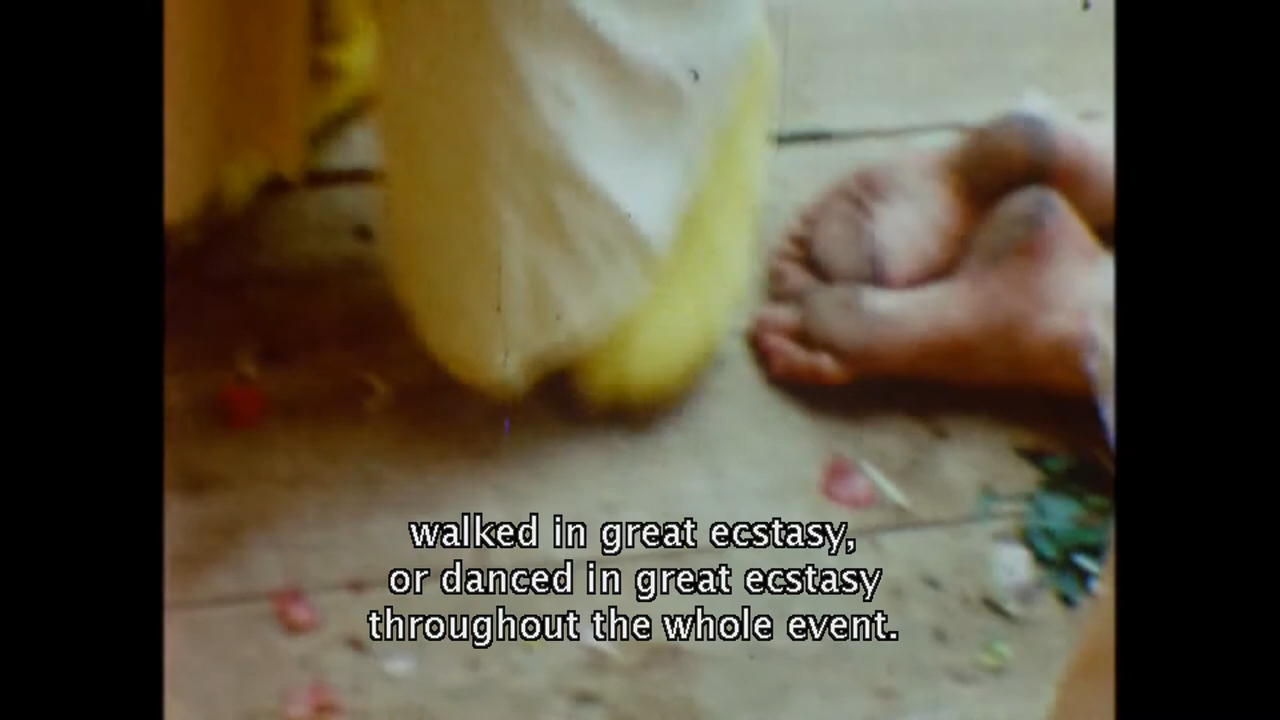 walked in great ecstasy,
or danced in great ecstasy
throughout the whole event.